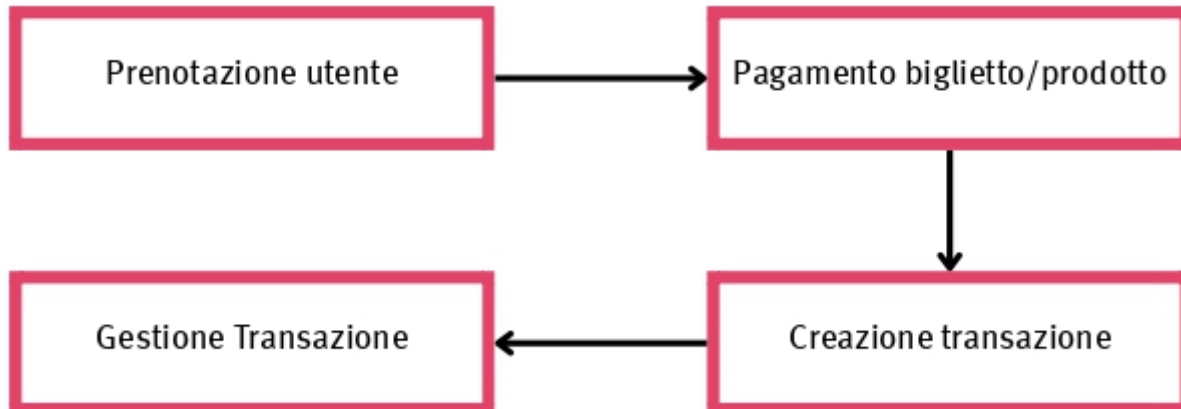 Prenotazione utente
Pagamento biglietto/prodotto
Creazione transazione
Gestione Transazione